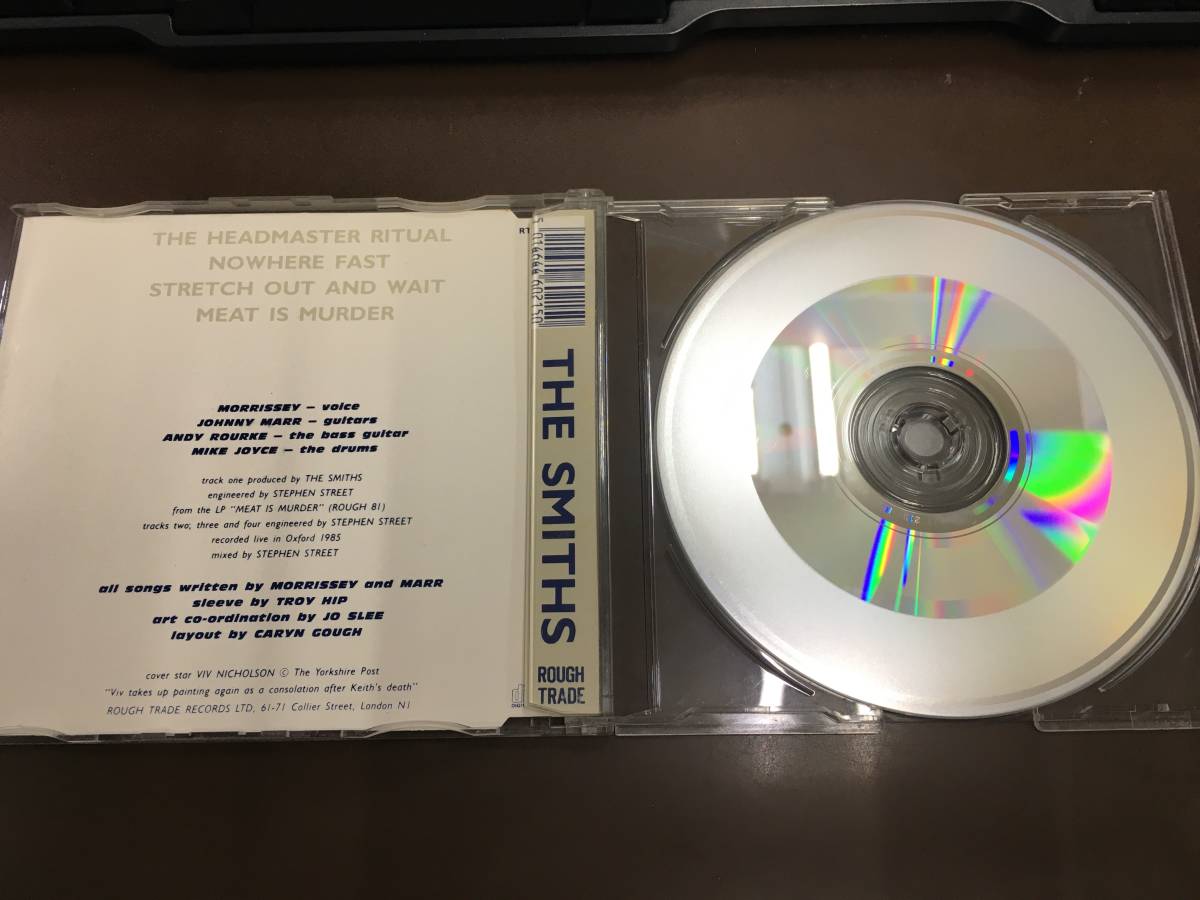 THE HEADMASTER RITUAL
NOWHERE FAST
STRETCH OUT AND WAIT
MEAT IS MURDER
MORRISSEY – voice
JOHNNY MARR – guitars
ANDY ROURKE – the bass guitar
MIKE JOYCE – the drums
track one produced by THE SMITHS
engineered by STEPHEN STREET
from the LP "MEAT IS MURDER" (ROUGH 81)
tracks two; three and four engineered by STEPHEN STREET
recorded live in Oxford 1985
mixed by STEPHEN STREET
all songs written by MORRISSEY and MARR
sleeve by TROY HIP
art co-ordination by JO SLEE
layout by CARYN GOUGH
cover star VIV NICHOLSON © The Yorkshire Post
"Viv takes up painting again as a consolation after Keith's death"
ROUGH TRADE RECORDS LTD, 61-71 Collier Street, London N1
RT
5 014644 602150
THE SMITHS
ROUGH
TRADE